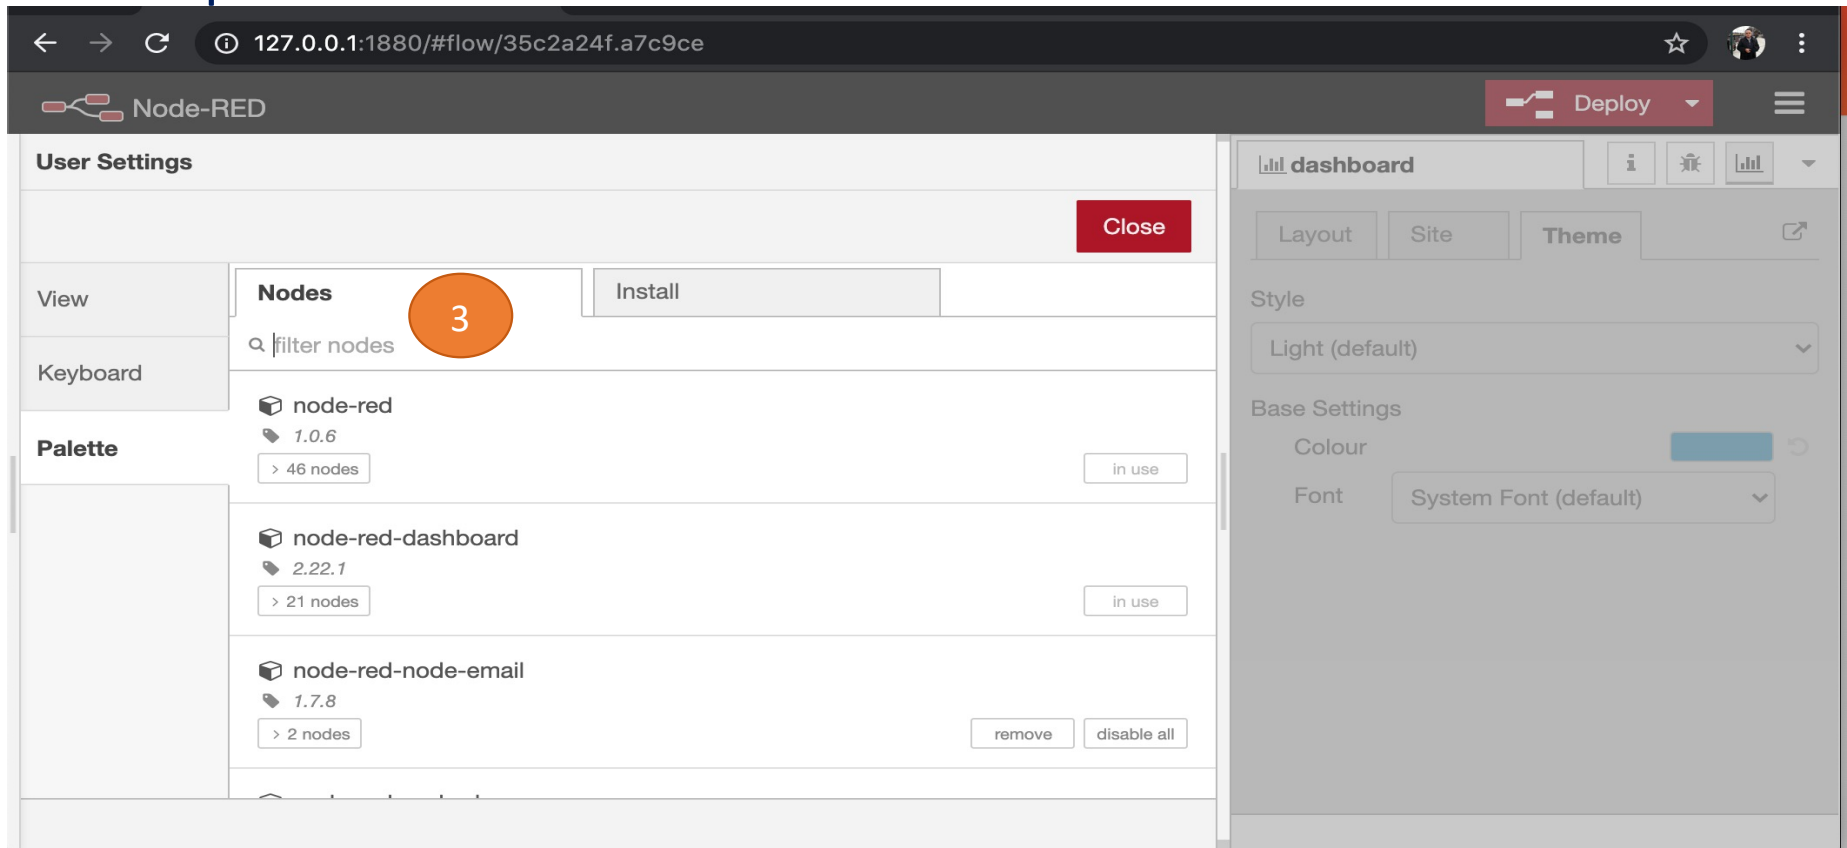 127.0.0.1:1880/#flow/35c2a24f.a7c9ce
Node-RED
Deploy
User Settings
Close
View
Keyboard
Palette
Nodes
Install
3
filter nodes
node-red
1.0.6
> 46 nodes
in use
node-red-dashboard
2.22.1
> 21 nodes
in use
node-red-node-email
1.7.8
> 2 nodes
remove
disable all
dashboard
i
Layout
Site
Theme
Style
Light (default)
Base Settings
Colour
Font
System Font (default)